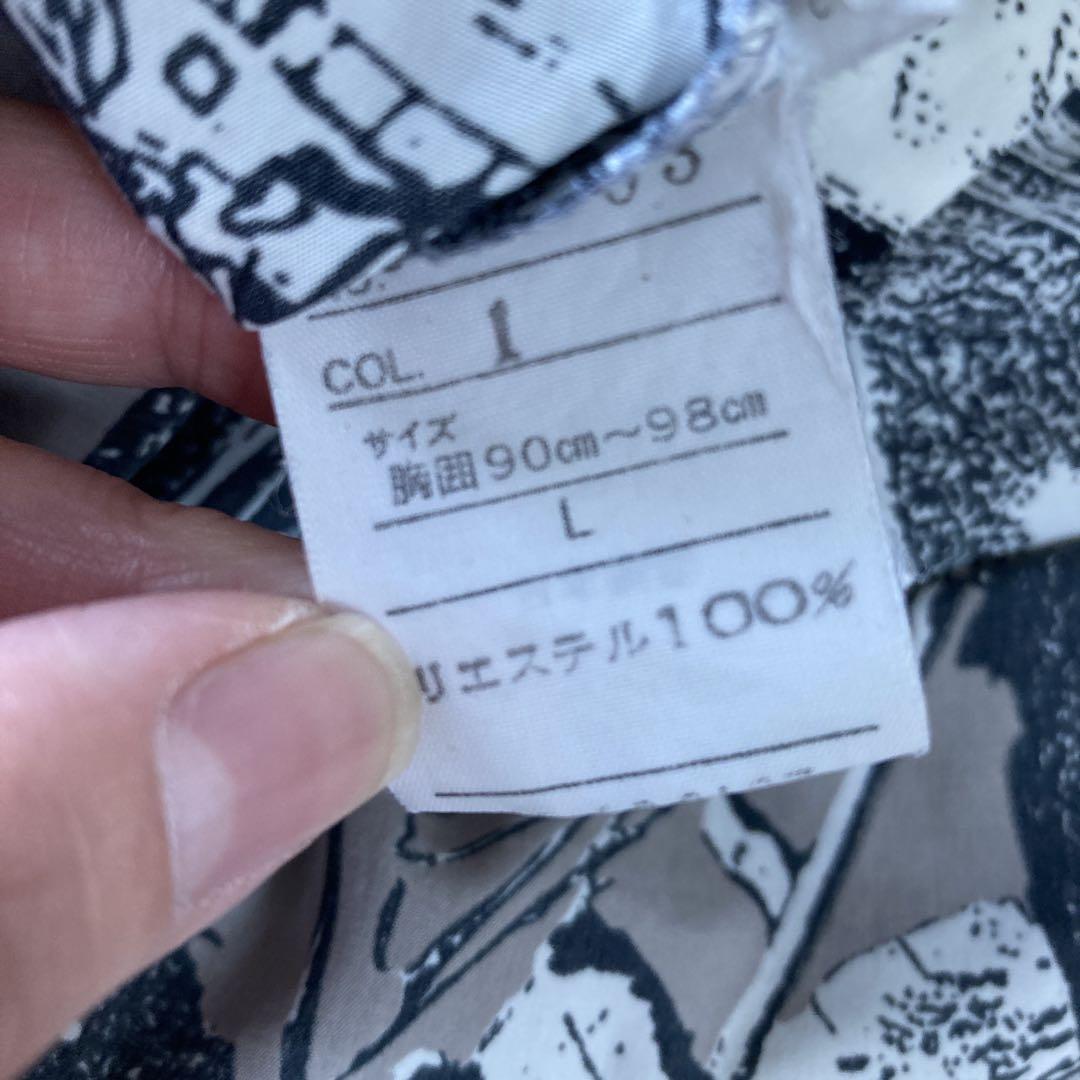 COL. 1
サイズ
胸囲90cm～98cm
L
リエステル100%